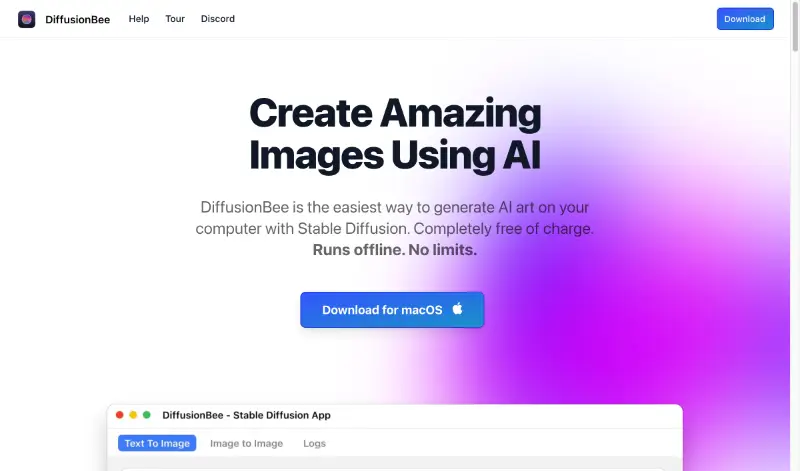 DiffusionBee Help Tour Discord Download
Create Amazing
Images Using AI
DiffusionBee is the easiest way to generate AI art on your
computer with Stable Diffusion. Completely free of charge.
Runs offline. No limits.
Download for macOS
DiffusionBee - Stable Diffusion App
Text To Image Image to Image Logs